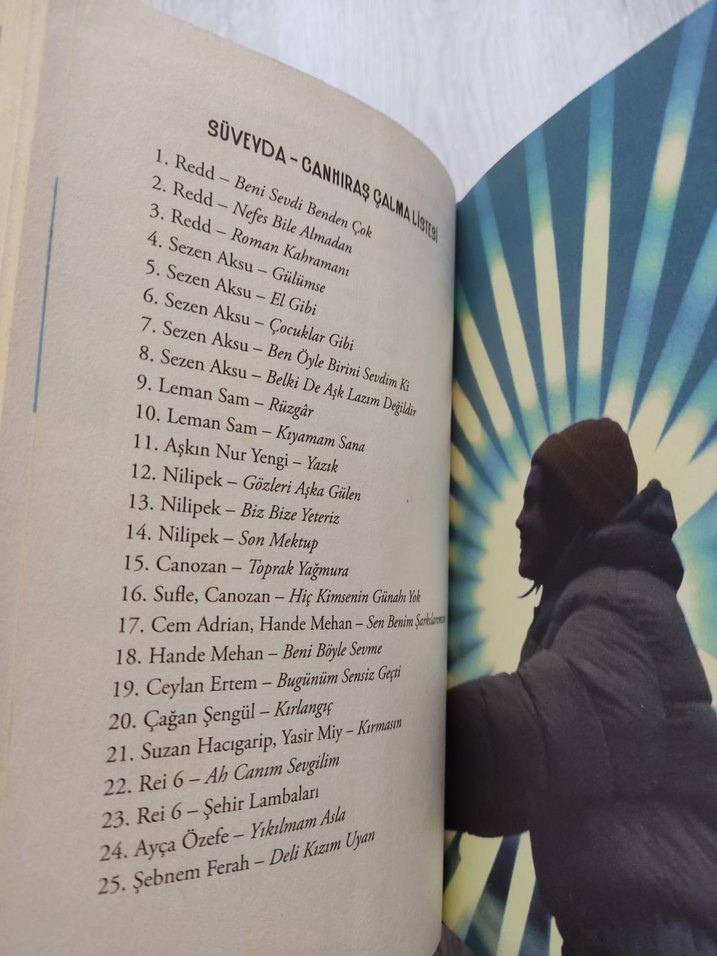 SÜVEYDA – CANHIRAŞ ÇALMA LİSTESİ
1. Redd – Beni Sevdi Benden Çok
2. Redd – Nefes Bile Almadan
3. Redd – Roman Kahramanı
4. Sezen Aksu – Gülümse
5. Sezen Aksu – El Gibi
6. Sezen Aksu – Çocuklar Gibi
7. Sezen Aksu – Ben Öyle Birini Sevdim Ki
8. Sezen Aksu – Belki De Aşk Lazım Değildir
9. Leman Sam – Rüzgâr
10. Leman Sam – Kıyamam Sana
11. Aşkın Nur Yengi – Yazık
12. Nilipek – Gözleri Aşka Gülen
13. Nilipek – Biz Bize Yeteriz
14. Nilipek – Son Mektup
15. Canozan – Toprak Yağmura
16. Sufle, Canozan – Hiç Kimsenin Günahı Yok
17. Cem Adrian, Hande Mehan – Sen Benim
18. Hande Mehan – Beni Böyle Sevme
19. Ceylan Ertem – Bugünüm Sensiz Geçti
20. Çağan Şengül – Kırlangıç
21. Suzan Hacıgarip, Yasir Miy – Kırmasın
22. Rei 6 – Ah Canım Sevgilim
23. Rei 6 – Şehir Lambaları
24. Ayça Özefe – Yıkılmam Asla
25. Şebnem Ferah – Deli Kızım Uyan